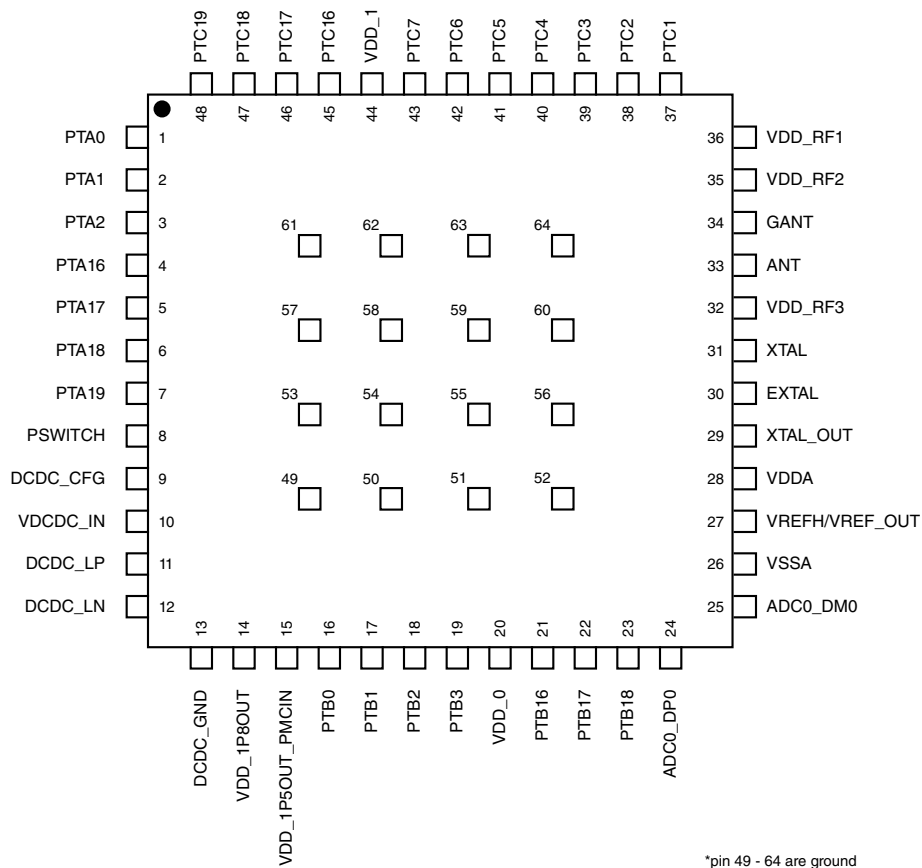 PTC19
PTC18
PTC17
PTC16
VDD_1
PTC7
PTC6
PTC5
PTC4
PTC3
PTC2
PTC1
48
47
46
45
44
43
42
41
40
39
38
37
PTA0 1
PTA1 2
PTA2 3
PTA16 4
PTA17 5
PTA18 6
PTA19 7
PSWITCH 8
DCDC_CFG 9
VDCDC_IN 10
DCDC_LP 11
DCDC_LN 12
61 62 63 64
57 58 59 60
53 54 55 56
49 50 51 52
36 VDD_RF1
35 VDD_RF2
34 GANT
33 ANT
32 VDD_RF3
31 XTAL
30 EXTAL
29 XTAL_OUT
28 VDDA
27 VREFH/VREF_OUT
26 VSSA
25 ADC0_DM0
13
14
15
16
17
18
19
20
21
22
23
24
DCDC_GND
VDD_1P8OUT
VDD_1P5OUT_PMCIN
PTB0
PTB1
PTB2
PTB3
VDD_0
PTB16
PTB17
PTB18
ADC0_DP0
*pin 49 - 64 are ground